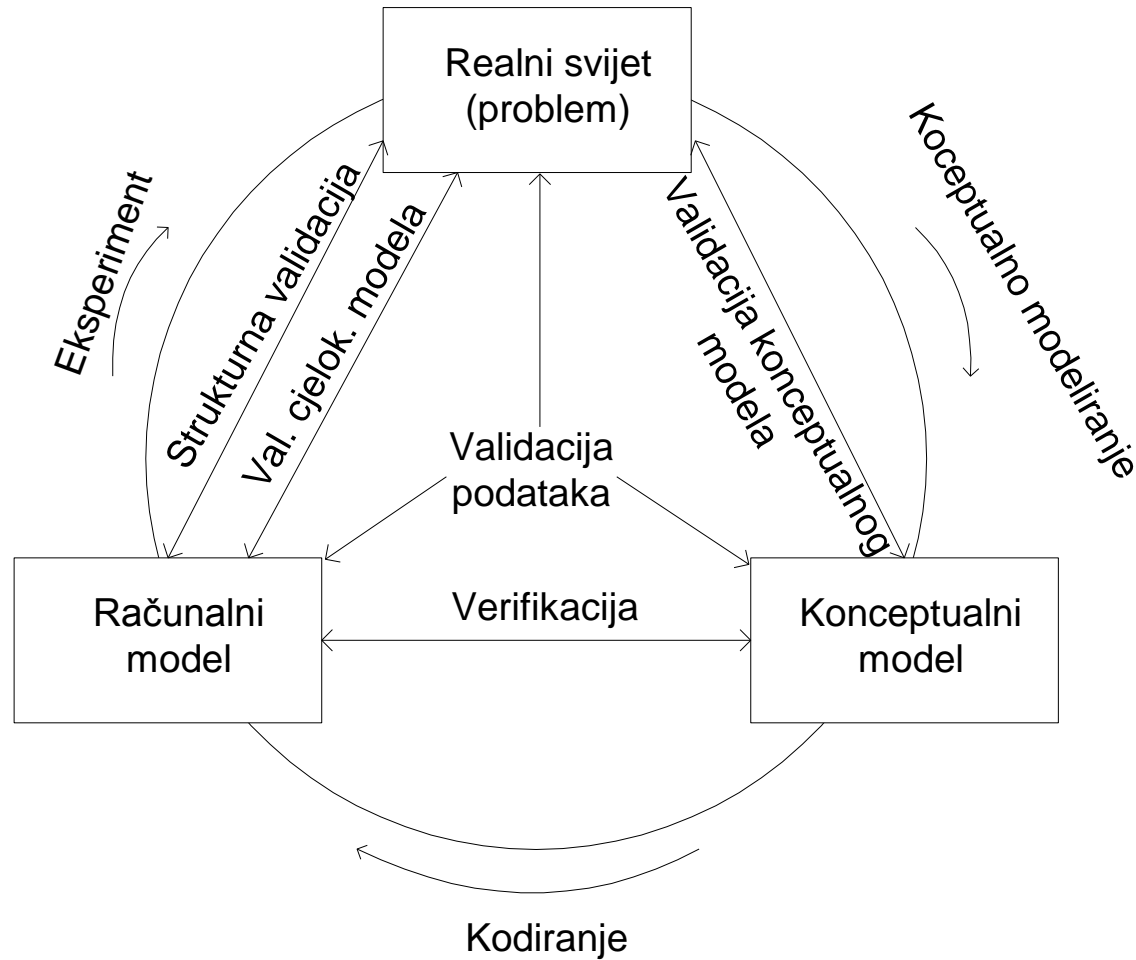 Realni svijet
(problem)
Koceptualno modeliranje
Eksperiment
Strukturna validacija
Val. cjelok. modela
Validacija konceptualnog
modela
Validacija
podataka
Računalni
model
Verifikacija
Konceptualni
model
Kodiranje